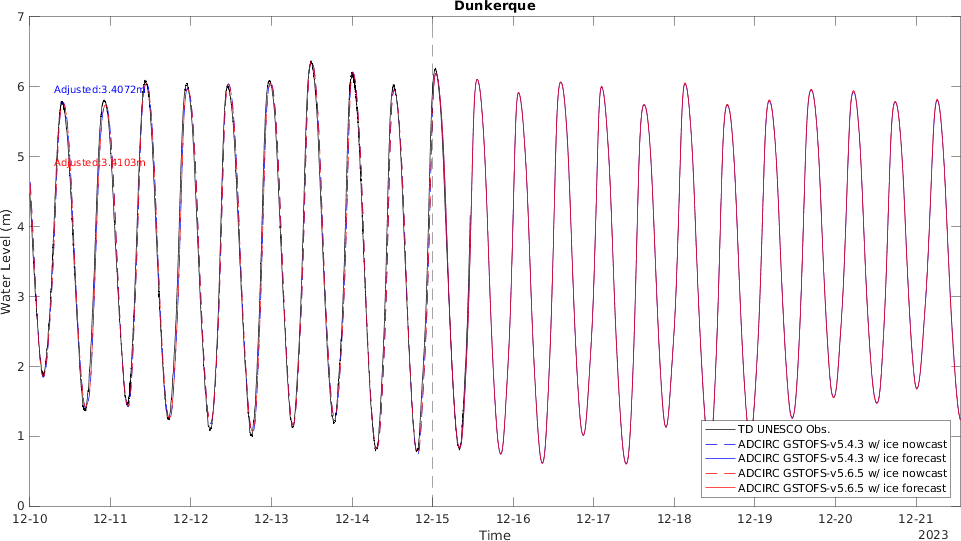 Dunkerque
7
6
5
4
3
2
1
0
Water Level (m)
Adjusted:3.4072m
Adjusted:3.4103m
TD UNESCO Obs.
ADCIRC GSTOFS-v5.4.3 w/ ice nowcast
ADCIRC GSTOFS-v5.4.3 w/ ice forecast
ADCIRC GSTOFS-v5.6.5 w/ ice nowcast
ADCIRC GSTOFS-v5.6.5 w/ ice forecast
12-10 12-11 12-12 12-13 12-14 12-15 12-16 12-17 12-18 12-19 12-20 12-21
Time
2023